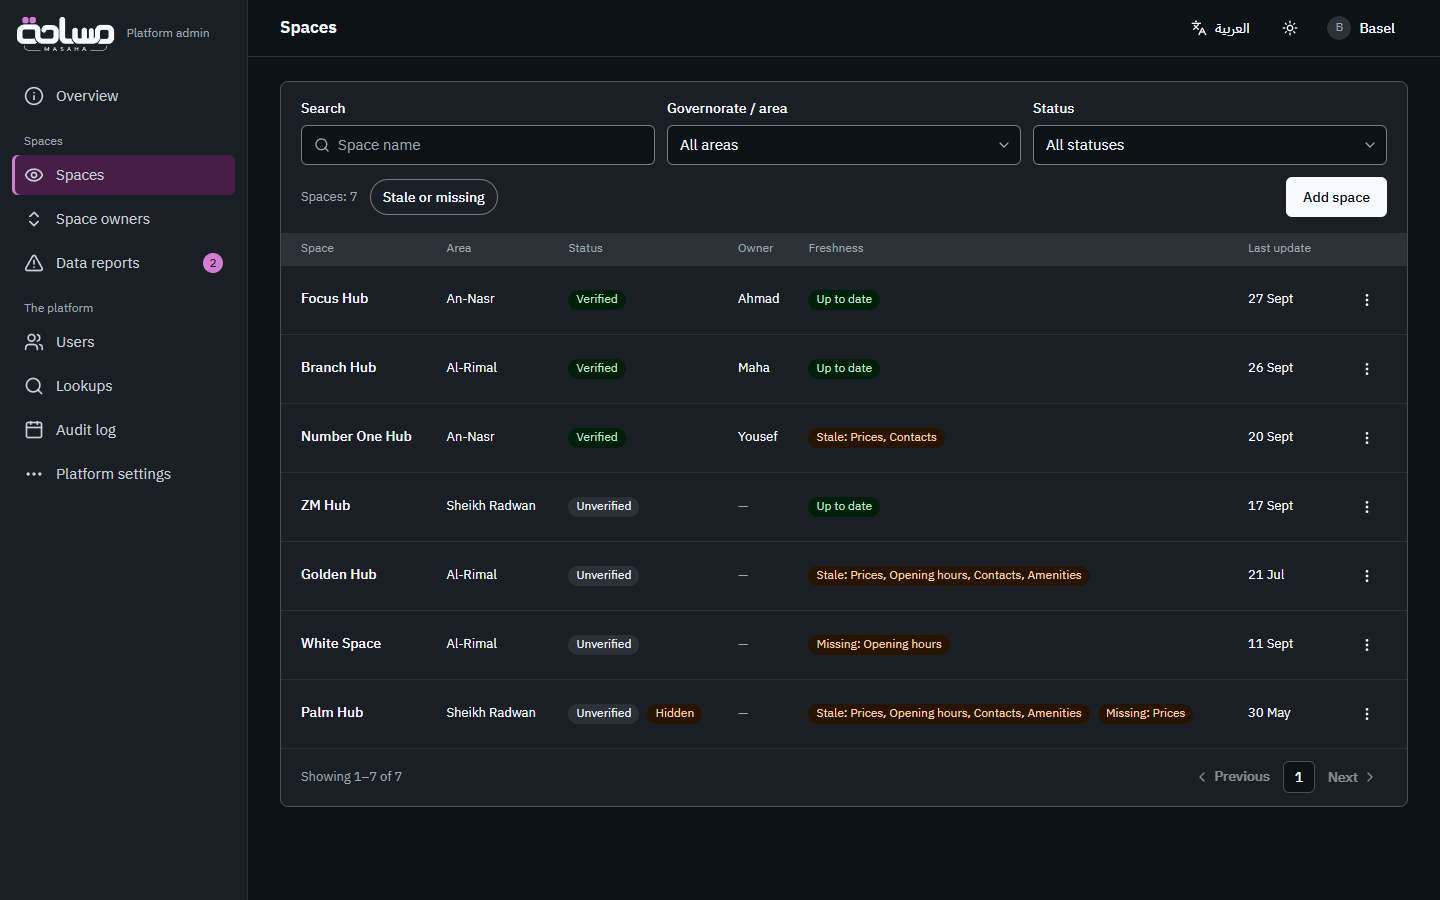 مساحة
MASAHA
Platform admin
Spaces
العربية
B
Basel
Overview
Spaces
Spaces
Space owners
Data reports
2
The platform
Users
Lookups
Audit log
Platform settings
Search
Governorate / area
Status
Space name
All areas
All statuses
Spaces: 7
Stale or missing
Add space
Space Area Status Owner Freshness Last update
Focus Hub An-Nasr Verified Ahmad Up to date 27 Sept
Branch Hub Al-Rimal Verified Maha Up to date 26 Sept
Number One Hub An-Nasr Verified Yousef Stale: Prices, Contacts 20 Sept
ZM Hub Sheikh Radwan Unverified — Up to date 17 Sept
Golden Hub Al-Rimal Unverified — Stale: Prices, Opening hours, Contacts, Amenities 21 Jul
White Space Al-Rimal Unverified — Missing: Opening hours 11 Sept
Palm Hub Sheikh Radwan Unverified Hidden — Stale: Prices, Opening hours, Contacts, Amenities Missing: Prices 30 May
Showing 1–7 of 7
Previous 1 Next